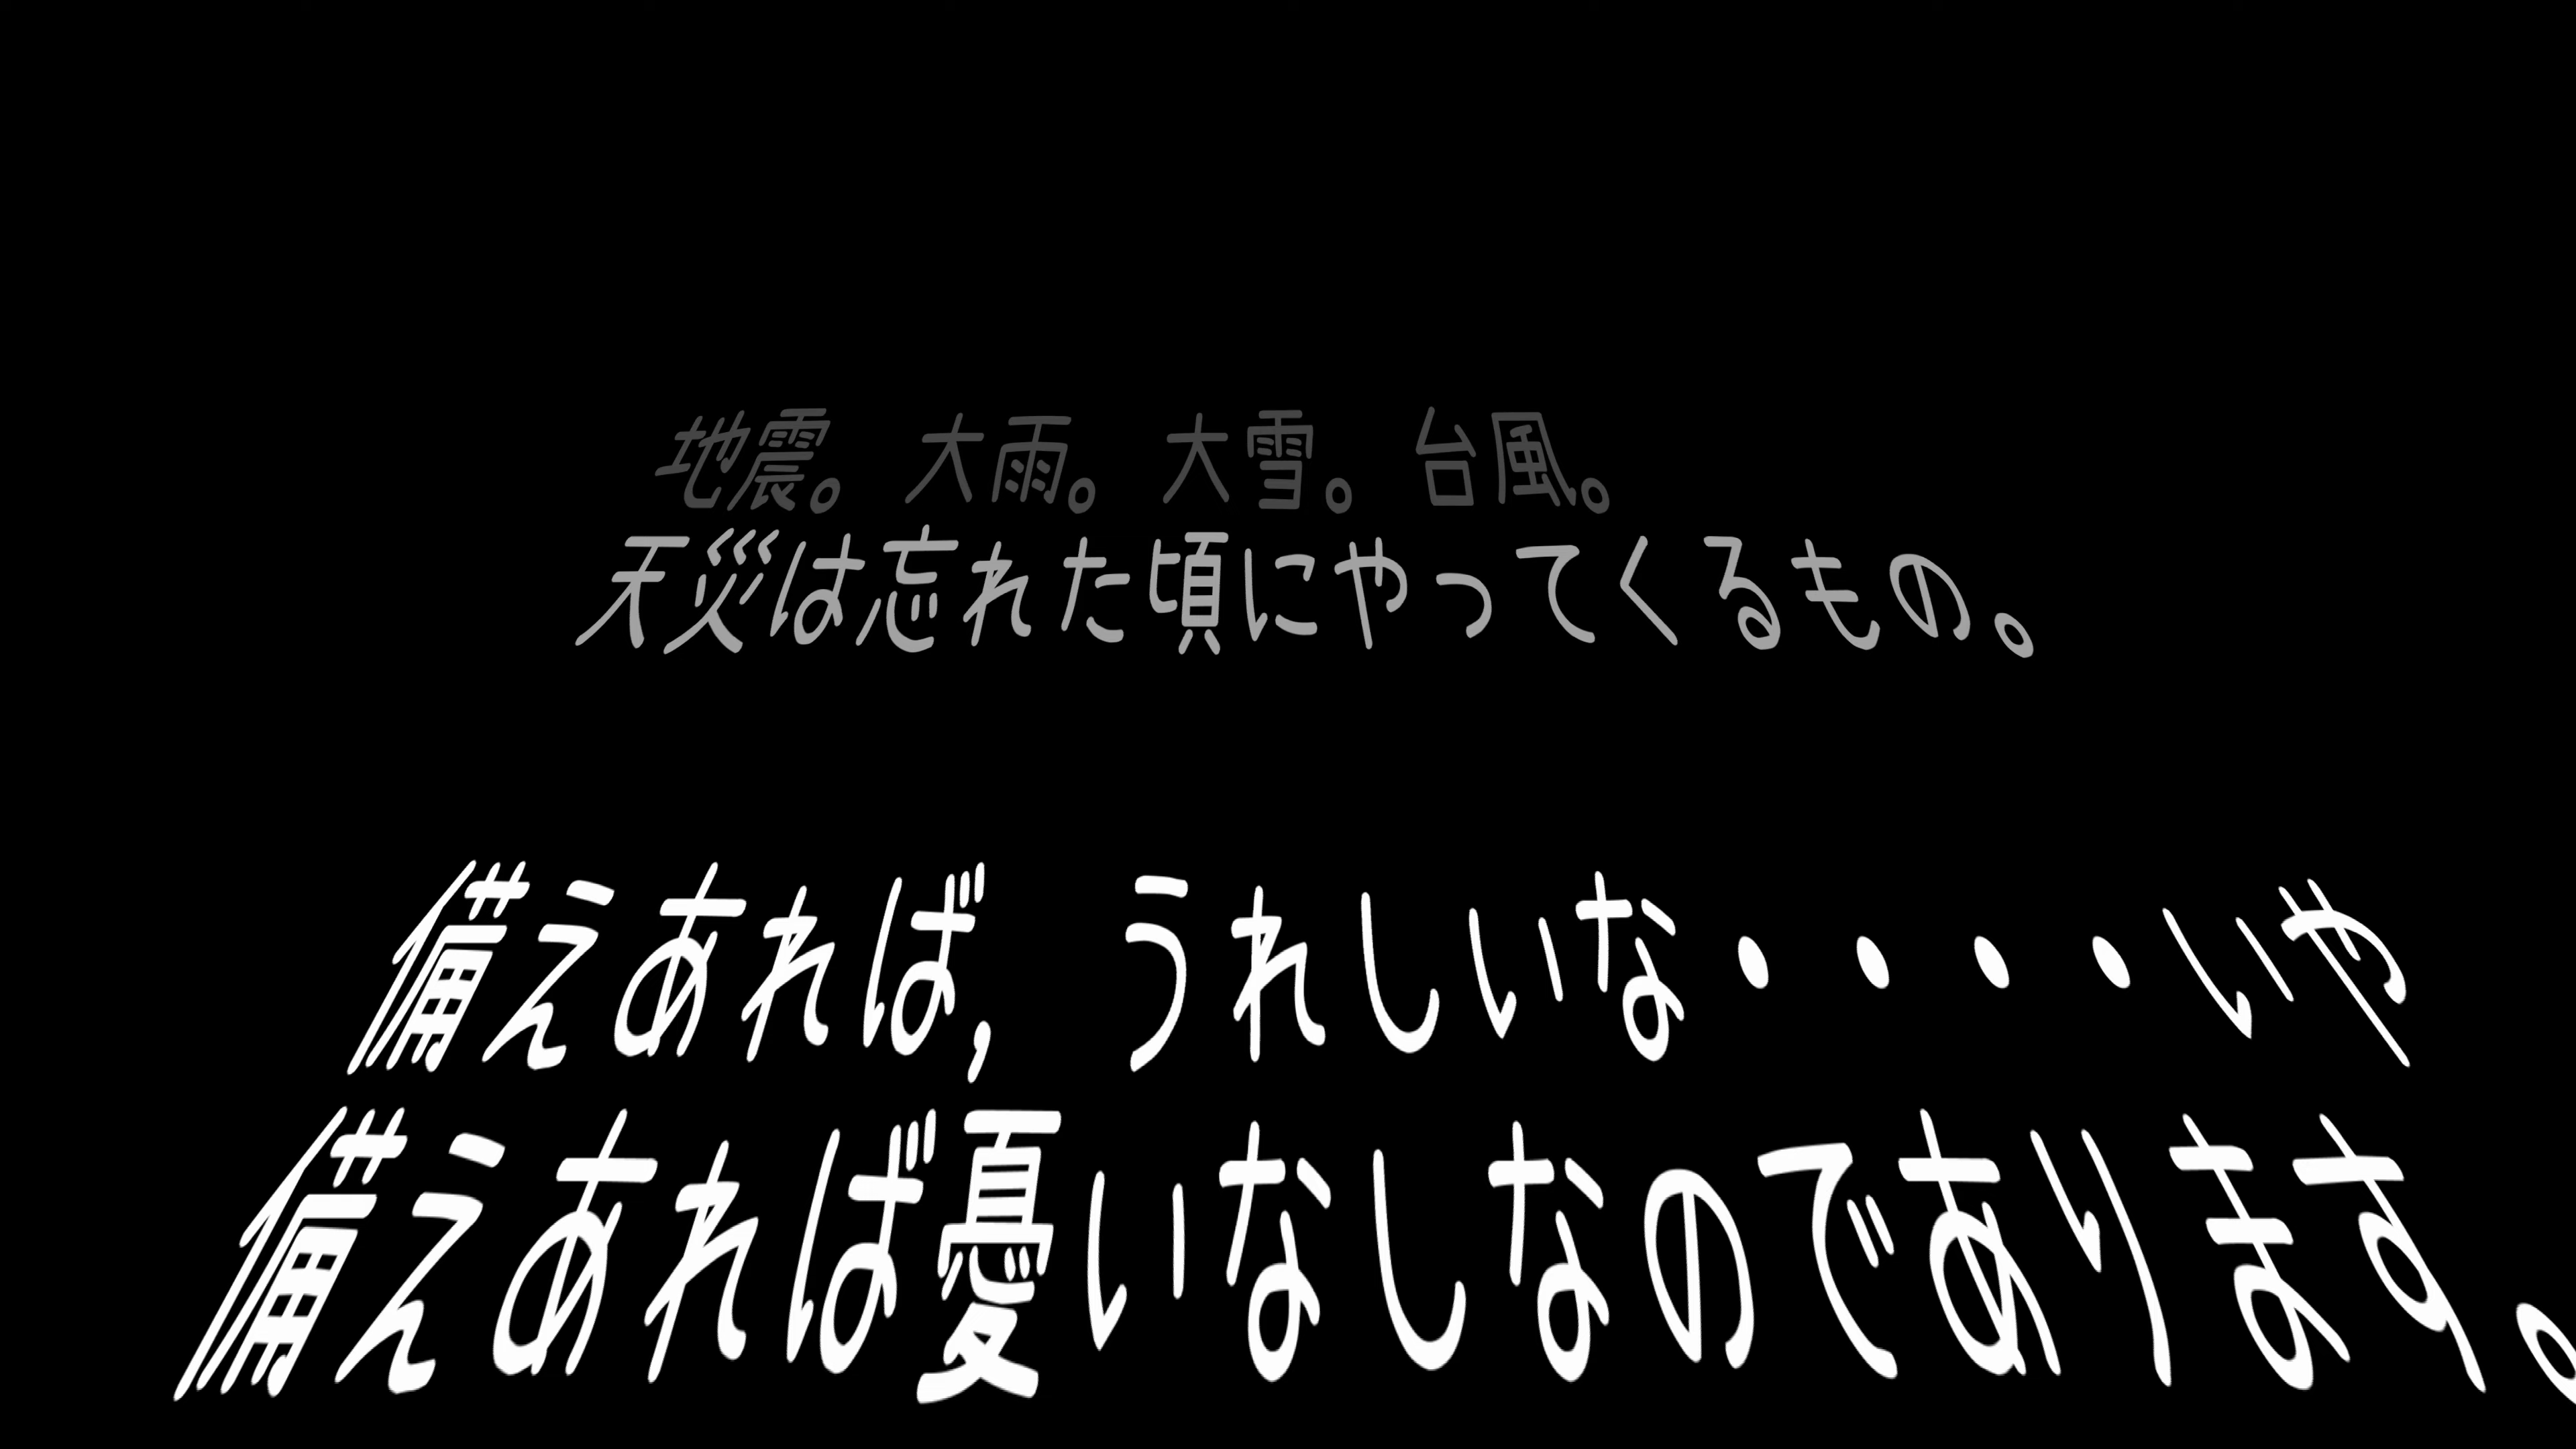 地震。大雨。大雪。台風。
天災は忘れた頃にやってくるもの。
備えあれば，うれしいな・・・・いや
備えあれば憂いなしなのであります。